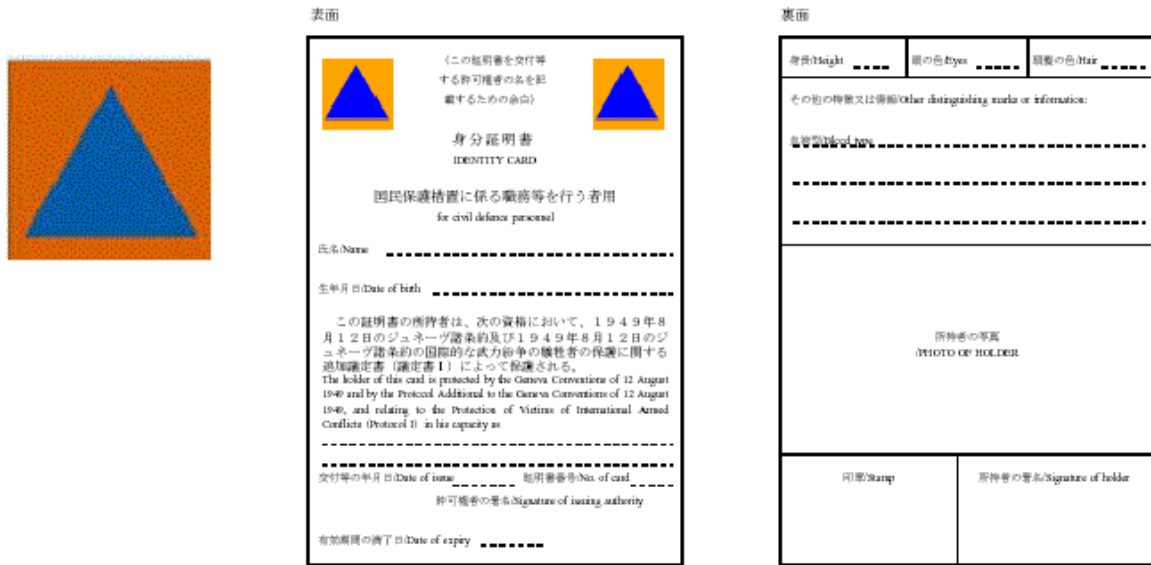 表面
(この証明書を交付等
する許可権者の名を記
載するための余白)
身分証明書
IDENTITY CARD
国民保護措置に係る職務等を行う者用
for civil defence personnel
氏名/Name
生年月日/Date of birth
この証明書の所持者は、次の資格において、1949年8
月12日のジュネーヴ諸条約及び1949年8月12日のジ
ュネーヴ諸条約の国際的な武力紛争の犠牲者の保護に関する
追加議定書(議定書I)によって保護される。
The holder of this card is protected by the Geneva Conventions of 12 August
1949 and by the Protocol Additional to the Geneva Conventions of 12 August
1949, and relating to the Protection of Victims of International Armed
Conflicts (Protocol I) in his capacity as
交付等の年月日/Date of issue 証明書番号/No. of card
許可権者の署名/Signature of issuing authority
有効期間の満了日/Date of expiry
裏面
身長/Height 眼の色/Eyes 頭髪の色/Hair
その他の特徴又は情報/Other distinguishing marks or information:
血液型/Blood type
所持者の写真
/PHOTO OF HOLDER
印章/Stamp 所持者の署名/Signature of holder